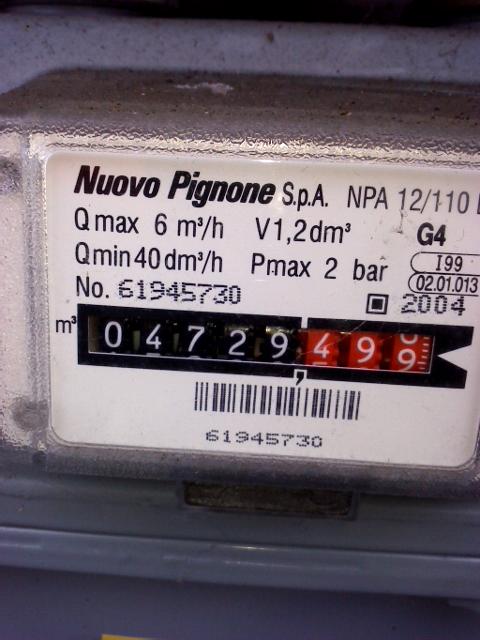 Nuovo Pignone S.p.A. NPA 12/110
Q max 6 m³/h V1,2dm³ G4
Qmin 40 dm³/h Pmax 2 bar I99
02.01.013
No. 61945730 2004
m³ 04729,499
61945730